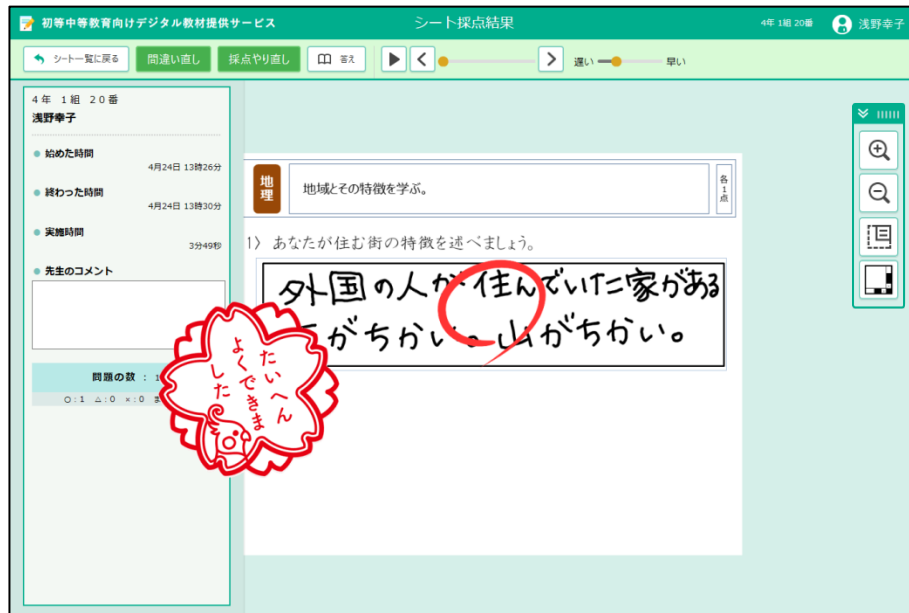 初等中等教育向けデジタル教材提供サービス
シート採点結果
4年 1組 20番
浅野幸子
シート一覧に戻る
間違い直し
採点やり直し
答え
遅い
早い
4年 1組 20番
浅野幸子
始めた時間
4月24日 13時26分
終わった時間
4月24日 13時30分
実施時間
3分49秒
先生のコメント
問題の数 : 1
○:1 △:0 ×:0
地理
地域とその特徴を学ぶ。
各1点
1〉 あなたが住む街の特徴を述べましょう。
外国の人が住んでいた家がある
がちかい。山がちかい。
たいへん
よくできま
した